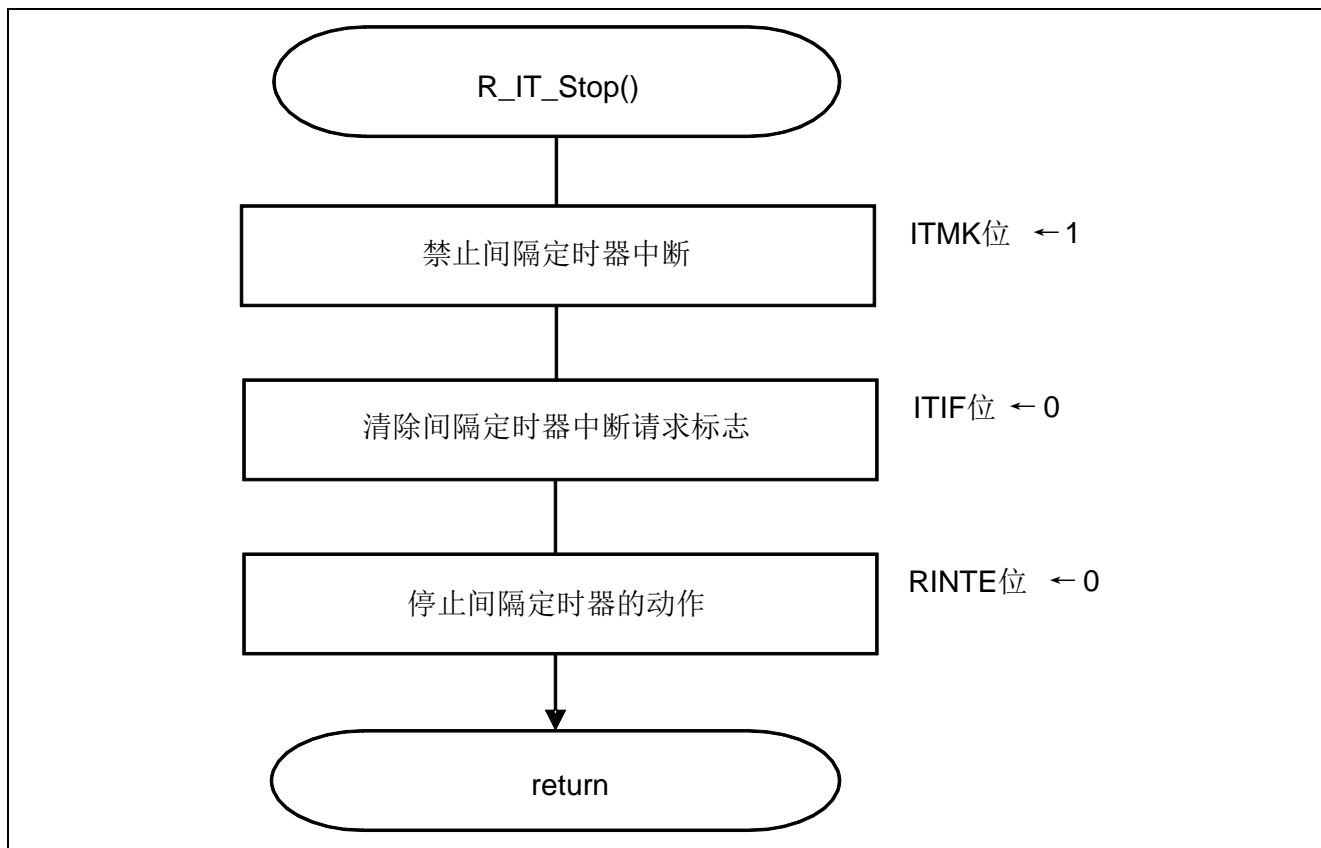 R_IT_Stop()
禁止间隔定时器中断
ITMK位 ←1
清除间隔定时器中断请求标志
ITIF位 ←0
停止间隔定时器的动作
RINTE位 ←0
return